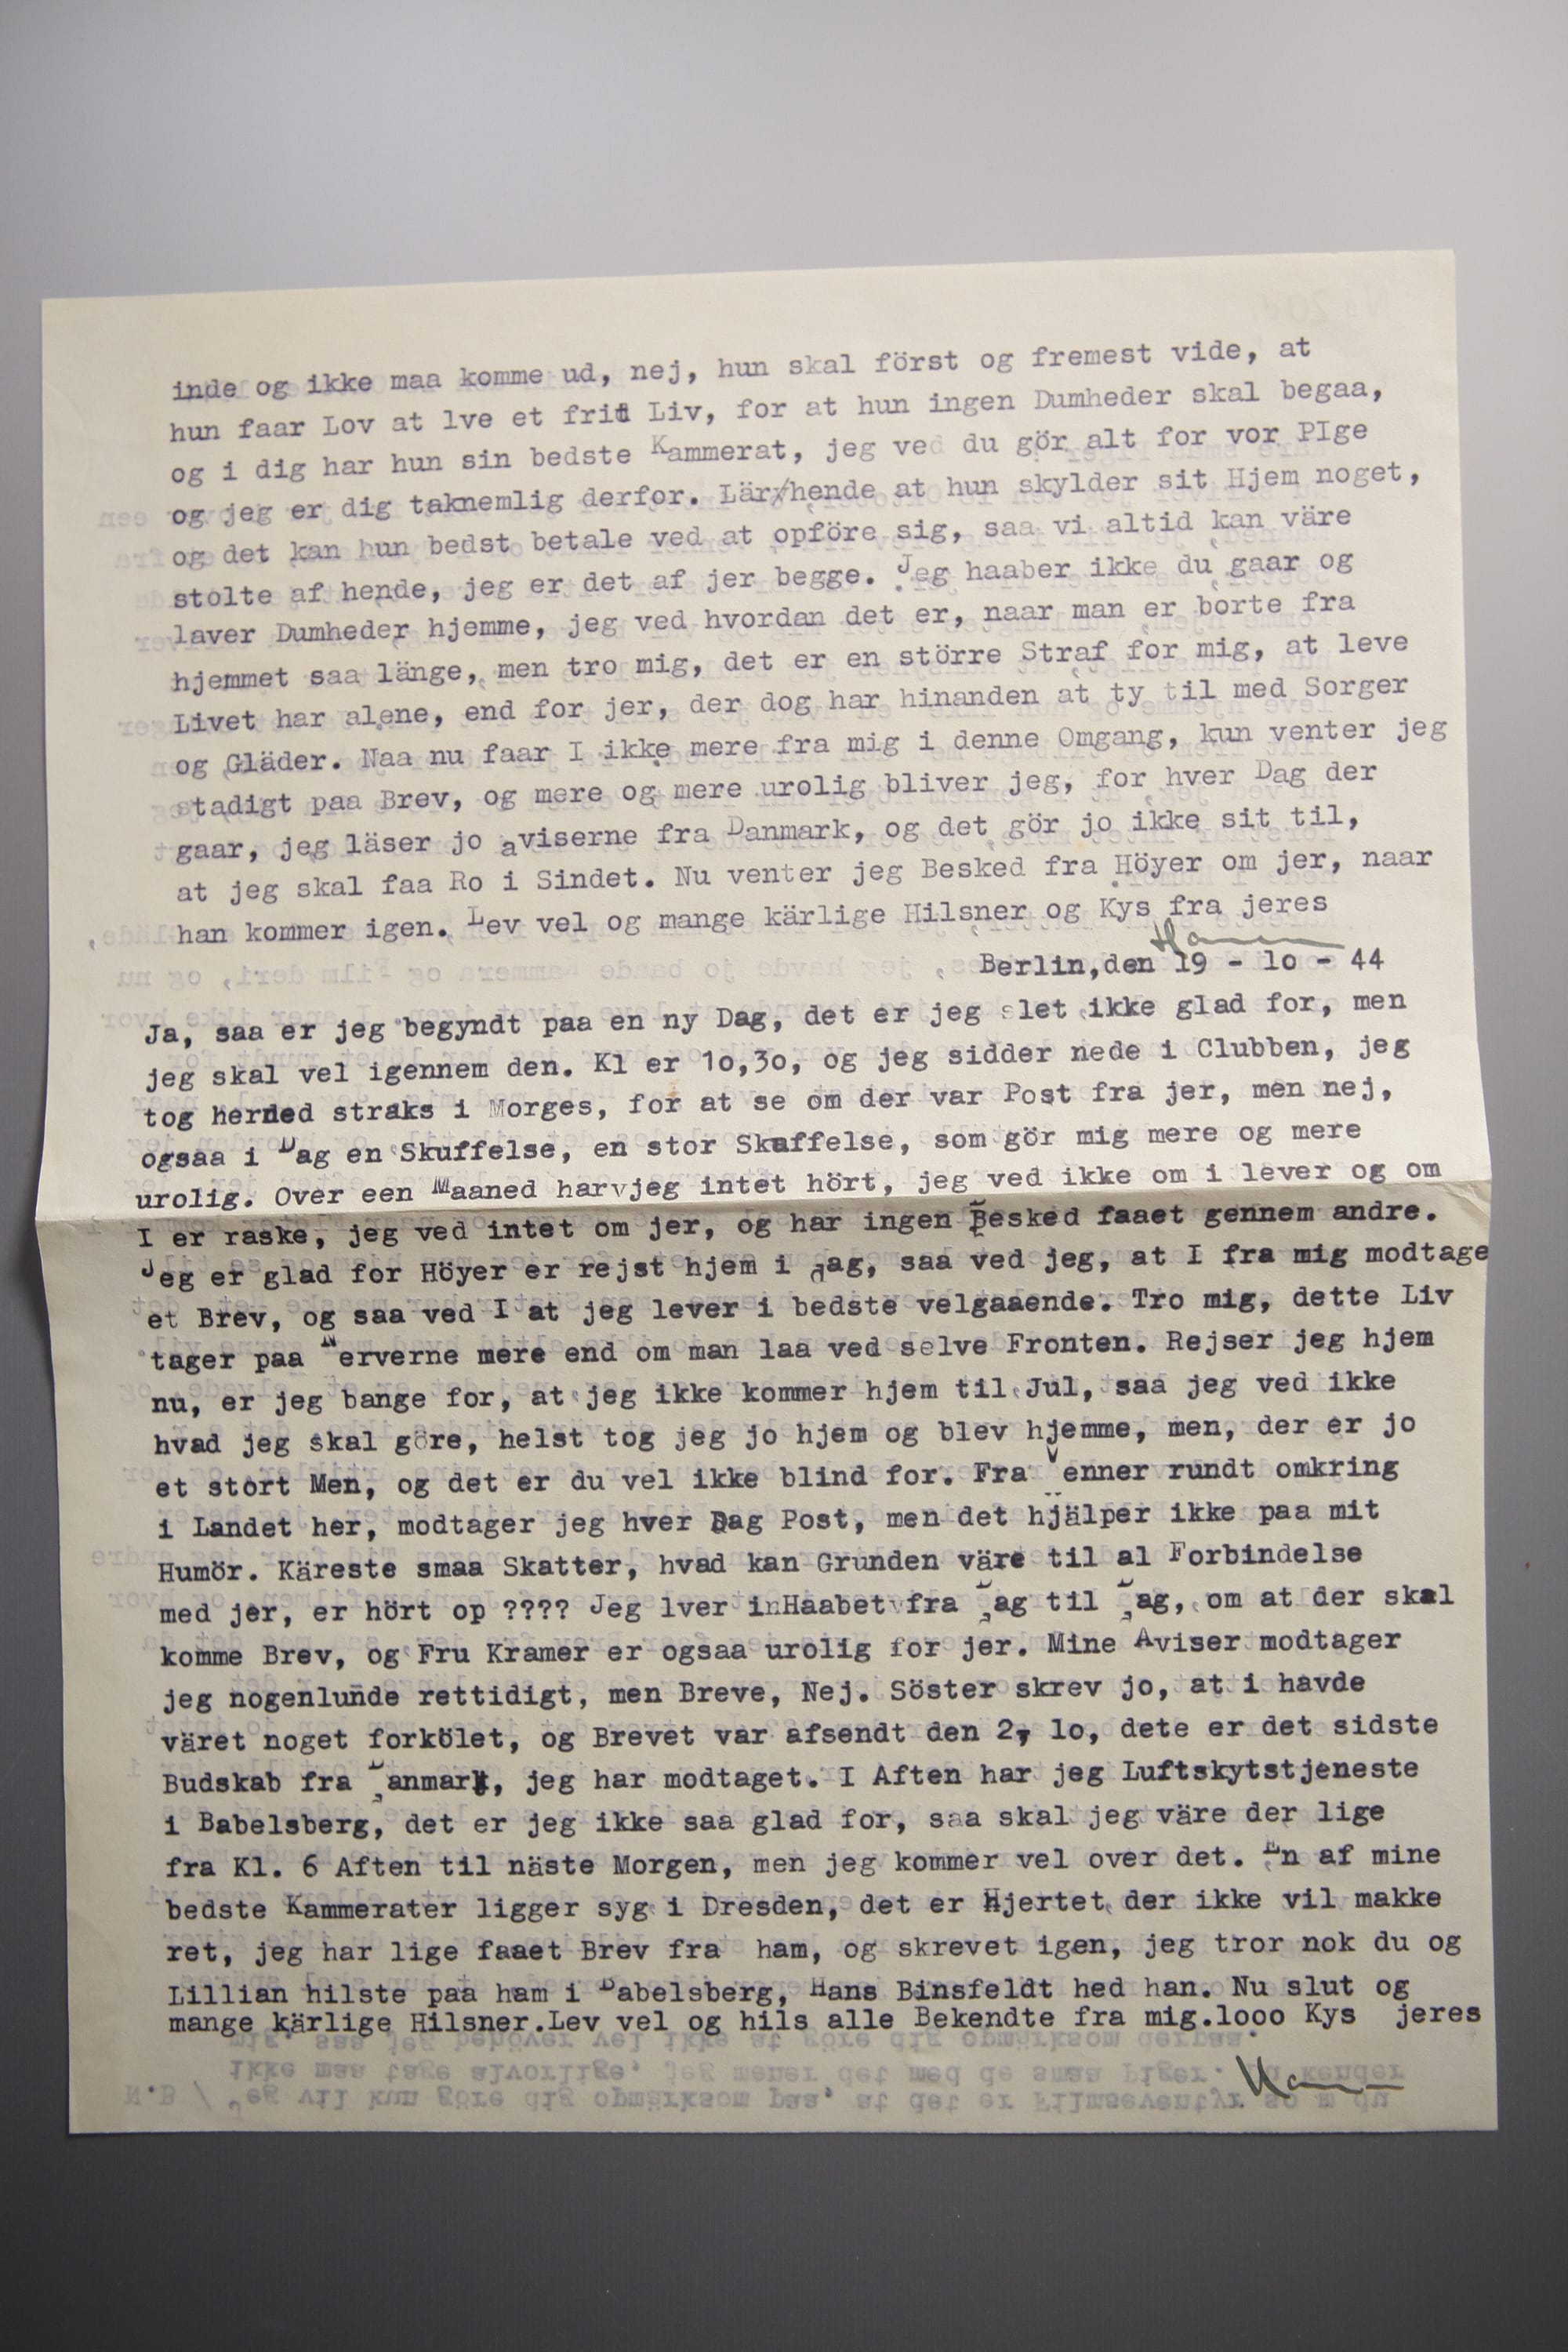 inde og ikke maa komme ud, nej, hun skal först og fremest vide, at
hun faar Lov at lve et frit Liv, for at hun ingen Dumheder skal begaa,
og i dig har hun sin bedste Kammerat, jeg ved du gör alt for vor PIge
og jeg er dig taknemlig derfor. Lär/hende at hun skylder sit Hjem noget,
og det kan hun bedst betale ved at opföre sig, saa vi altid kan väre
stolte af hende, jeg er det af jer begge. Jeg haaber ikke du gaar og
laver Dumheder hjemme, jeg ved hvordan det er, naar man er borte fra
hjemmet saa länge, men tro mig, det er en större Straf for mig, at leve
Livet har alene, end for jer, der dog har hinanden at ty til med Sorger
og Gläder. Naa nu faar I ikke mere fra mig i denne Omgang, kun venter jeg
stadigt paa Brev, og mere og mere urolig bliver jeg, for hver Dag der
gaar, jeg läser jo aviserne fra Danmark, og det gör jo ikke sit til,
at jeg skal faa Ro i Sindet. Nu venter jeg Besked fra Höyer om jer, naar
han kommer igen. Lev vel og mange kärlige Hilsner og Kys fra jeres
Berlin,den 19 - 1o - 44
Ja, saa er jeg begyndt paa en ny Dag, det er jeg slet ikke glad for, men
jeg skal vel igennem den. Kl er 1o,3o, og jeg sidder nede i Clubben, jeg
tog herned straks i Morges, for at se om der var Post fra jer, men nej,
ogsaa i Dag en Skuffelse, en stor Skuffelse, som gör mig mere og mere
urolig. Over een Maaned har jeg intet hört, jeg ved ikke om i lever og om
I er raske, jeg ved intet om jer, og har ingen Besked faaet gennem andre.
Jeg er glad for Höyer er rejst hjem i Dag, saa ved jeg, at I fra mig modtage
et Brev, og saa ved I at jeg lever i bedste velgaaende. Tro mig, dette Liv
tager paa Nerverne mere end om man laa ved selve Fronten. Rejser jeg hjem
nu, er jeg bange for, at jeg ikke kommer hjem til Jul, saa jeg ved ikke
hvad jeg skal göre, helst tog jeg jo hjem og blev hjemme, men, der er jo
et stort Men, og det er du vel ikke blind for. Fra Venner rundt omkring
i Landet her, modtager jeg hver Dag Post, men det hjälper ikke paa mit
Humör. Käreste smaa Skatter, hvad kan Grunden väre til al Forbindelse
med jer, er hört op ???? Jeg lver inHaabet fra Dag til Dag, om at der skal
komme Brev, og Fru Kramer er ogsaa urolig for jer. Mine Aviser modtager
jeg nogenlunde rettidigt, men Breve, Nej. Söster skrev jo, at i havde
väret noget forkölet, og Brevet var afsendt den 2, 1o, dete er det sidste
Budskab fra Danmark, jeg har modtaget. I Aften har jeg Luftskytstjeneste
i Babelsberg, det er jeg ikke saa glad for, saa skal jeg väre der lige
fra Kl. 6 Aften til näste Morgen, men jeg kommer vel over det. En af mine
bedste Kammerater ligger syg i Dresden, det er Hjertet der ikke vil makke
ret, jeg har lige faaet Brev fra ham, og skrevet igen, jeg tror nok du og
Lillian hilste paa ham i Babelsberg, Hans Binsfeldt hed han. Nu slut og
mange kärlige Hilsner.Lev vel og hils alle Bekendte fra mig.1ooo Kys jeres